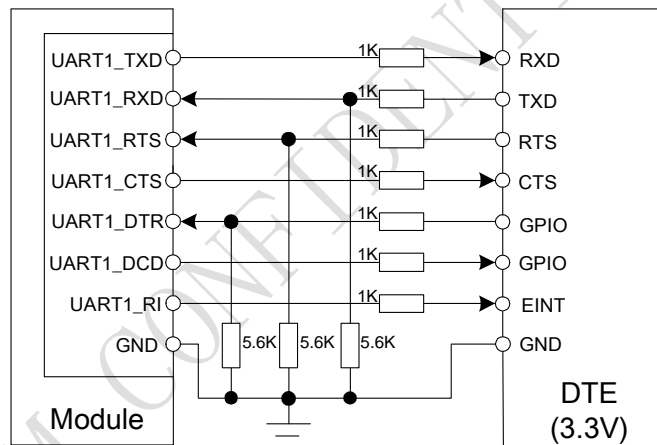 UART1_TXD 1K RXD
UART1_RXD 1K TXD
UART1_RTS 1K RTS
UART1_CTS 1K CTS
UART1_DTR 1K GPIO
UART1_DCD 1K GPIO
UART1_RI 1K EINT
GND 5.6K 5.6K 5.6K GND
Module
DTE
(3.3V)
CONFIDENT